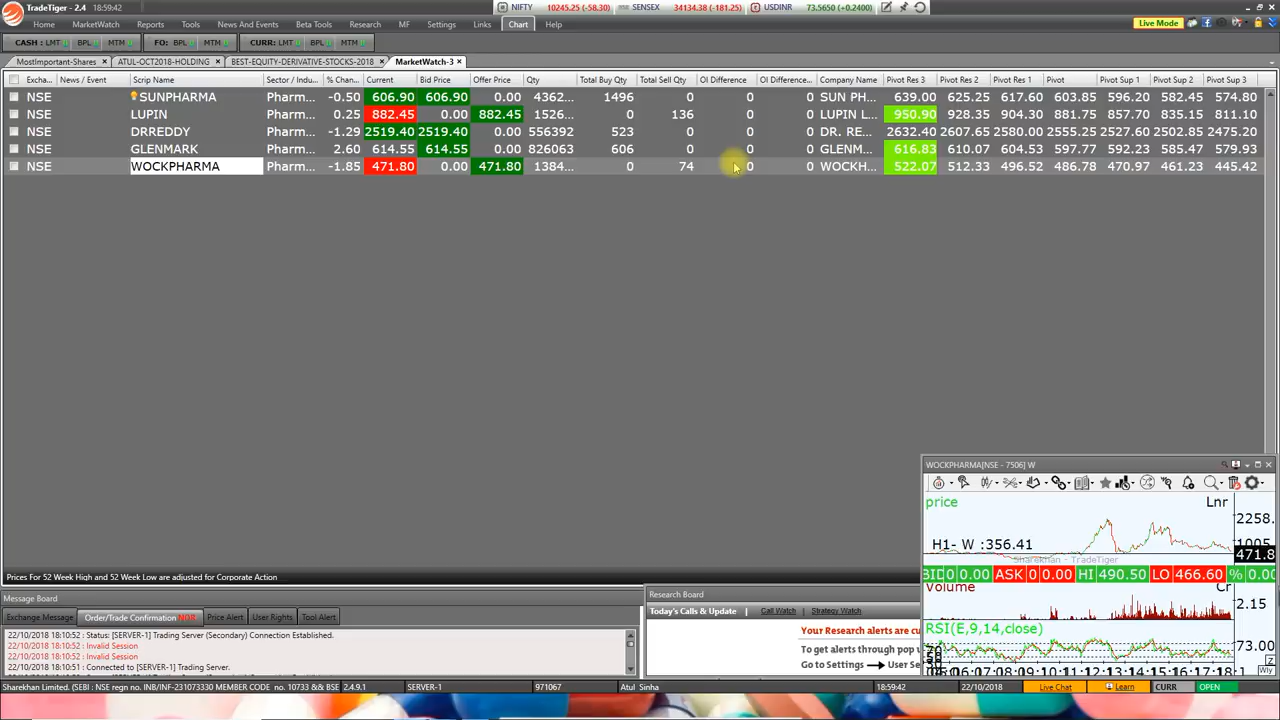 TradeTiger - 2.4 18:59:42 NIFTY 10245.25 (-58.30) SENSEX 34134.38 (-181.25) USDINR 73.5650 (+0.2400)
Home MarketWatch Reports Tools News And Events Beta Tools Research MF Settings Links Chart Help Live Mode
CASH : LMT BPL MTM FO: BPL MTM CURR: LMT BPL MTM
MostImportant-Shares × ATUL-OCT2018-HOLDING × BEST-EQUITY-DERIVATIVE-STOCKS-2018 × MarketWatch-3 ×
Excha... News / Event Scrip Name Sector / Indu... % Chan... Current Bid Price Offer Price Qty Total Buy Qty Total Sell Qty OI Difference OI Difference... Company Name Pivot Res 3 Pivot Res 2 Pivot Res 1 Pivot Pivot Sup 1 Pivot Sup 2 Pivot Sup 3
NSE SUNPHARMA Pharm... -0.50 606.90 606.90 0.00 4362... 1496 0 0 0 SUN PH... 639.00 625.25 617.60 603.85 596.20 582.45 574.80
NSE LUPIN Pharm... 0.25 882.45 0.00 882.45 1526... 0 136 0 0 LUPIN L... 950.90 928.35 904.30 881.75 857.70 835.15 811.10
NSE DRREDDY Pharm... -1.29 2519.40 2519.40 0.00 556392 523 0 0 0 DR. RE... 2632.40 2607.65 2580.00 2555.25 2527.60 2502.85 2475.20
NSE GLENMARK Pharm... 2.60 614.55 614.55 0.00 826063 606 0 0 0 GLENM... 616.83 610.07 604.53 597.77 592.23 585.47 579.93
NSE WOCKPHARMA Pharm... -1.85 471.80 0.00 471.80 1384... 0 74 0 0 WOCKH... 522.07 512.33 496.52 486.78 470.97 461.23 445.42
WOCKPHARMA[NSE - 7506] W
price Lnr
2258.
H1- W :356.41
1005
471.8
Sharekhan - TradeTiger
BID 0 0.00 ASK 0 0.00 HI 490.50 LO 466.60 % 0.00
Volume Cr
2.15
RSI(E,9,14,close)
73.00
Prices For 52 Week High and 52 Week Low are adjusted for Corporate Action
Message Board
Exchange Message Order/Trade Confirmation NOR Price Alert User Rights Tool Alert
22/10/2018 18:10:52 : Status: [SERVER-1] Trading Server (Secondary) Connection Established.
22/10/2018 18:10:52 : Invalid Session
22/10/2018 18:10:52 : Invalid Session
22/10/2018 18:10:52 : Connected to [SERVER-1] Trading Server.
Research Board
Today's Calls & Update Call Watch Strategy Watch
Your Research alerts are cu
To get alerts through pop u
Go to Settings User Se
Sharekhan Limited. (SEBI : NSE regn no. INB/INF-231073330 MEMBER CODE no. 10733 && BSE 2.4.9.1 SERVER-1 971067 Atul Sinha 18:59:42 22/10/2018 Live Chat Learn CURR OPEN